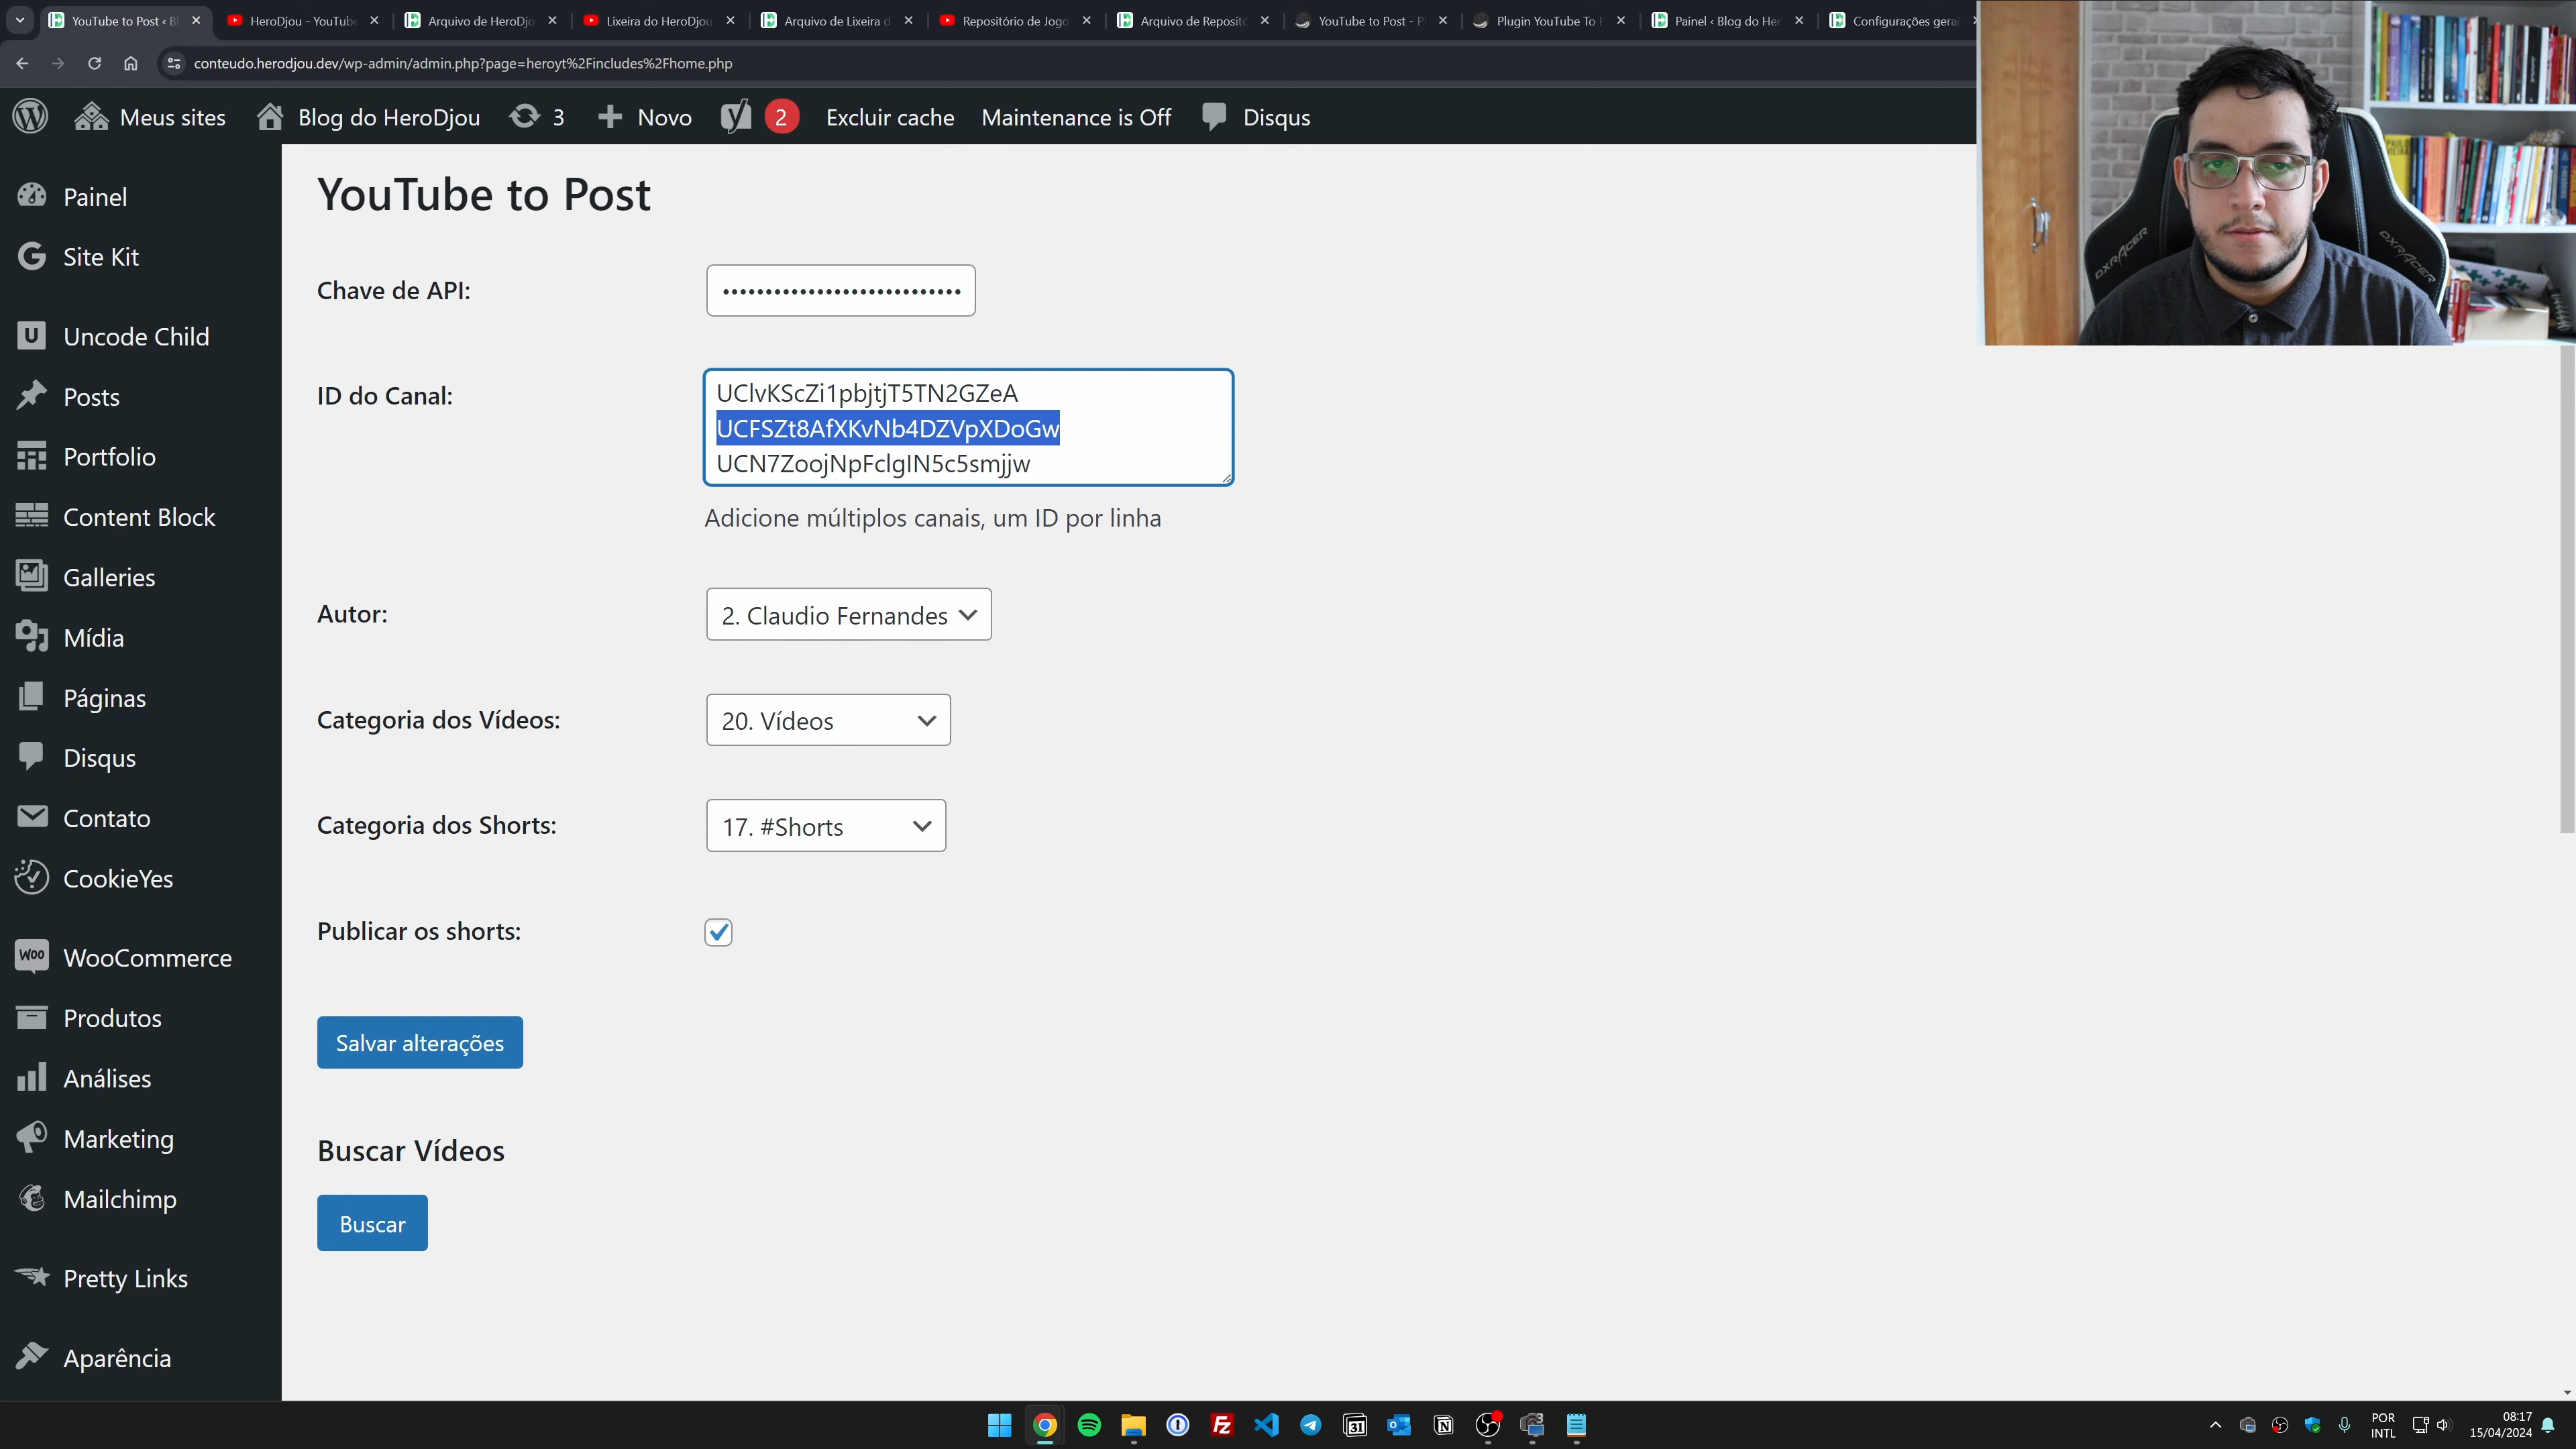 YouTube to Post ‹ Bl
HeroDjou - YouTube
Arquivo de HeroDjo
Lixeira do HeroDjou
Arquivo de Lixeira d
Repositório de Jogo
Arquivo de Reposit
YouTube to Post - P
Plugin YouTube To P
Painel ‹ Blog do Her
Configurações gerai
conteudo.herodjou.dev/wp-admin/admin.php?page=heroyt%2Fincludes%2Fhome.php
Meus sites
Blog do HeroDjou
3
Novo
2
Excluir cache
Maintenance is Off
Disqus
Painel
Site Kit
Uncode Child
Posts
Portfolio
Content Block
Galleries
Mídia
Páginas
Disqus
Contato
CookieYes
WooCommerce
Produtos
Análises
Marketing
Mailchimp
Pretty Links
Aparência
YouTube to Post
Chave de API:
ID do Canal:
UClvKScZi1pbjtjT5TN2GZeA
UCFSZt8AfXKvNb4DZVpXDoGw
UCN7ZoojNpFclgIN5c5smjjw
Adicione múltiplos canais, um ID por linha
Autor:
2. Claudio Fernandes
Categoria dos Vídeos:
20. Vídeos
Categoria dos Shorts:
17. #Shorts
Publicar os shorts:
Salvar alterações
Buscar Vídeos
Buscar
DXRACER
DXRACER
POR
INTL
08:17
15/04/2024